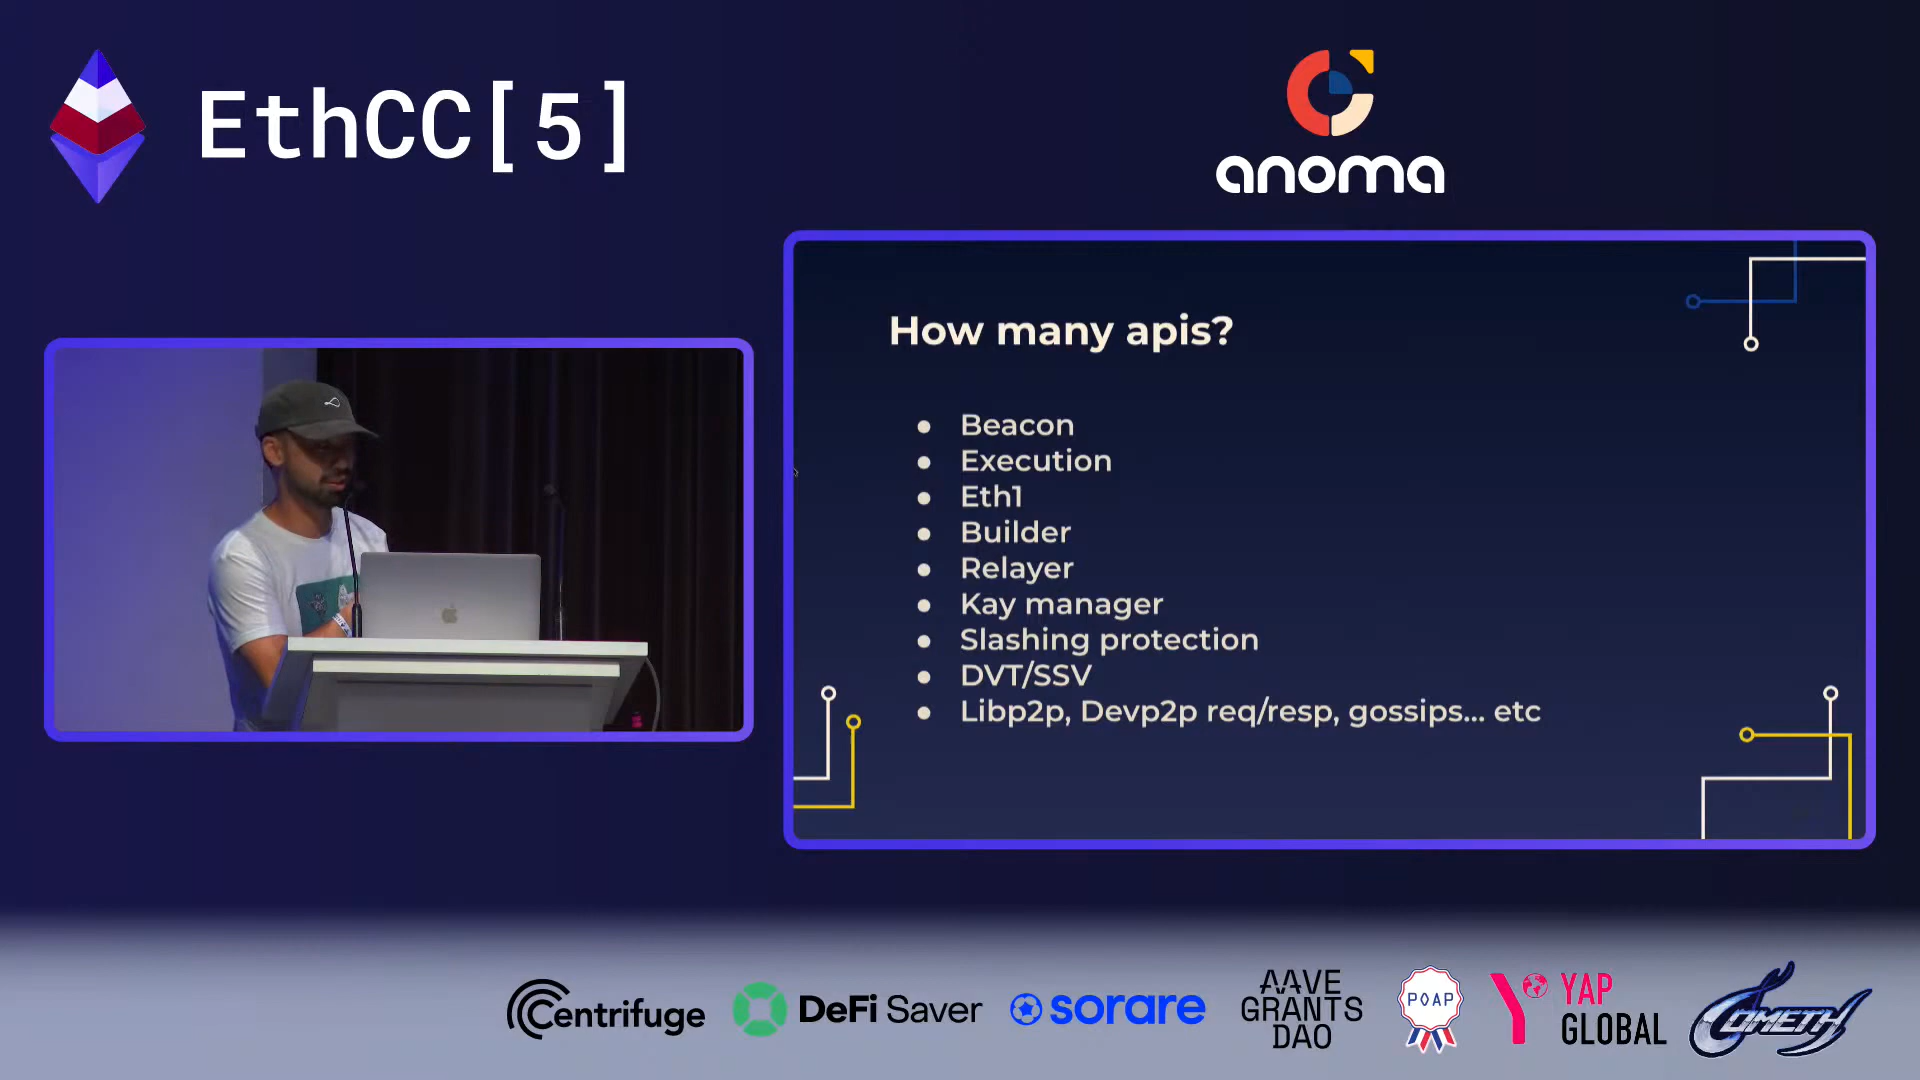 EthCC[5]
anoma
How many apis?
● Beacon
● Execution
● Eth1
● Builder
● Relayer
● Kay manager
● Slashing protection
● DVT/SSV
● Libp2p, Devp2p req/resp, gossips... etc
Centrifuge
DeFi Saver
sorare
AAVE
GRANTS
DAO
POAP
YAP
GLOBAL
COMETH